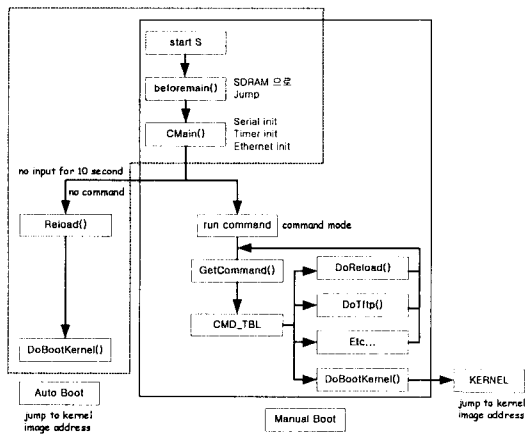 start S
beforemain()
SDRAM 으로
Jump
CMain()
Serial init
Timer init
Ethernet init
no input for 10 second
no command
Reload()
run command
command mode
GetCommand()
DoReload()
DoTftp()
CMD_TBL
Etc...
DoBootKernel()
DoBootKernel()
KERNEL
Auto Boot
jump to kernel
image address
Manual Boot
jump to kernel
image address